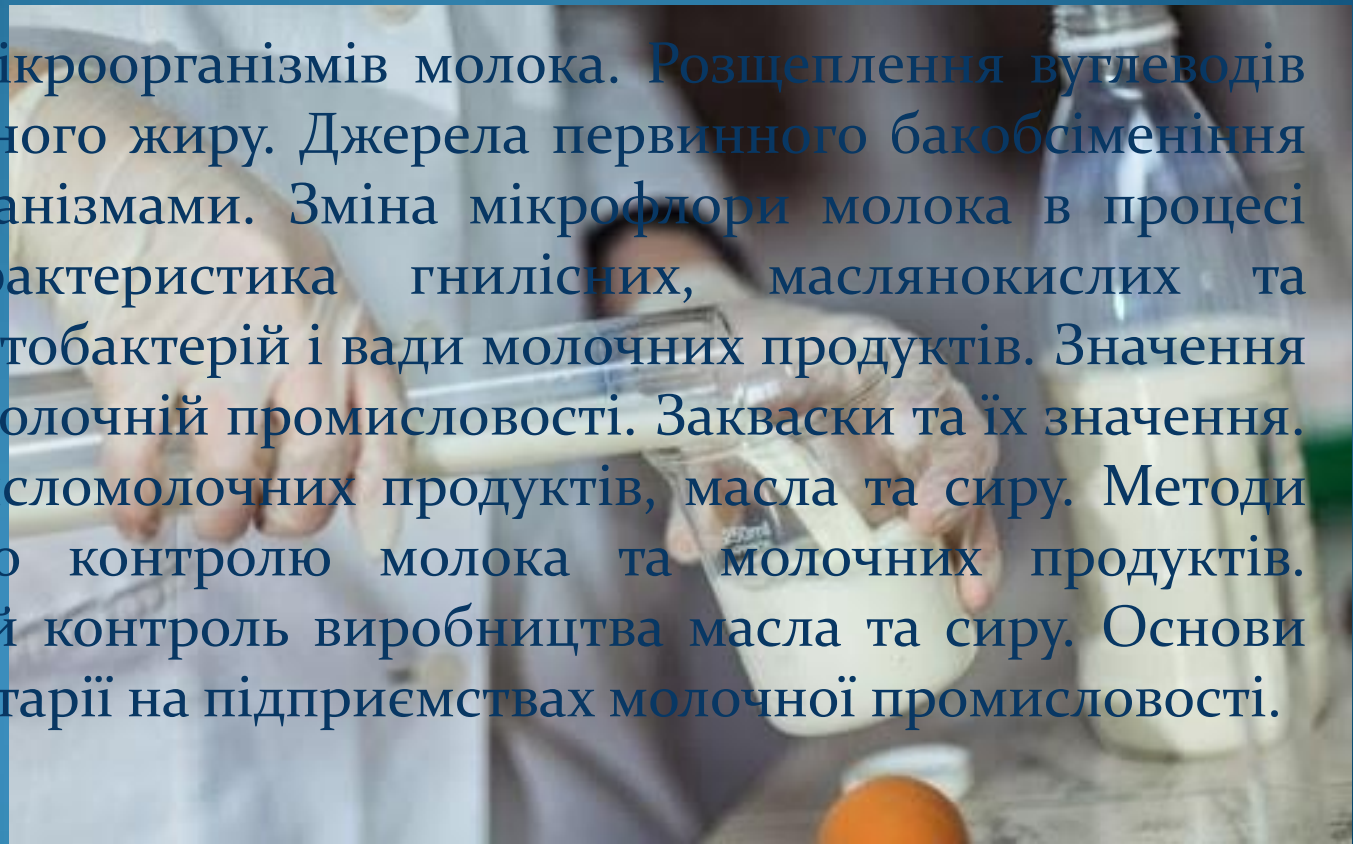 ікроорганізмів молока. Розщеплення вуглеводів
ного жиру. Джерела первинного бакобсіменіння
анізмами. Зміна мікрофлори молока в процесі
рактеристика гнилісних, маслянокислих та
тобактерій і вади молочних продуктів. Значення
олочній промисловості. Закваски та їх значення.
сломолочних продуктів, масла та сиру. Методи
о контролю молока та молочних продуктів.
й контроль виробництва масла та сиру. Основи
тарії на підприємствах молочної промисловості.
250ml